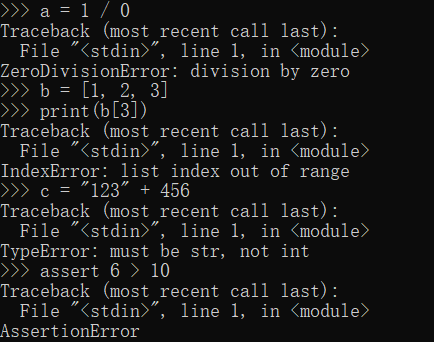 >>> a = 1 / 0
Traceback (most recent call last):
  File "<stdin>", line 1, in <module>
ZeroDivisionError: division by zero
>>> b = [1, 2, 3]
>>> print(b[3])
Traceback (most recent call last):
  File "<stdin>", line 1, in <module>
IndexError: list index out of range
>>> c = "123" + 456
Traceback (most recent call last):
  File "<stdin>", line 1, in <module>
TypeError: must be str, not int
>>> assert 6 > 10
Traceback (most recent call last):
  File "<stdin>", line 1, in <module>
AssertionError